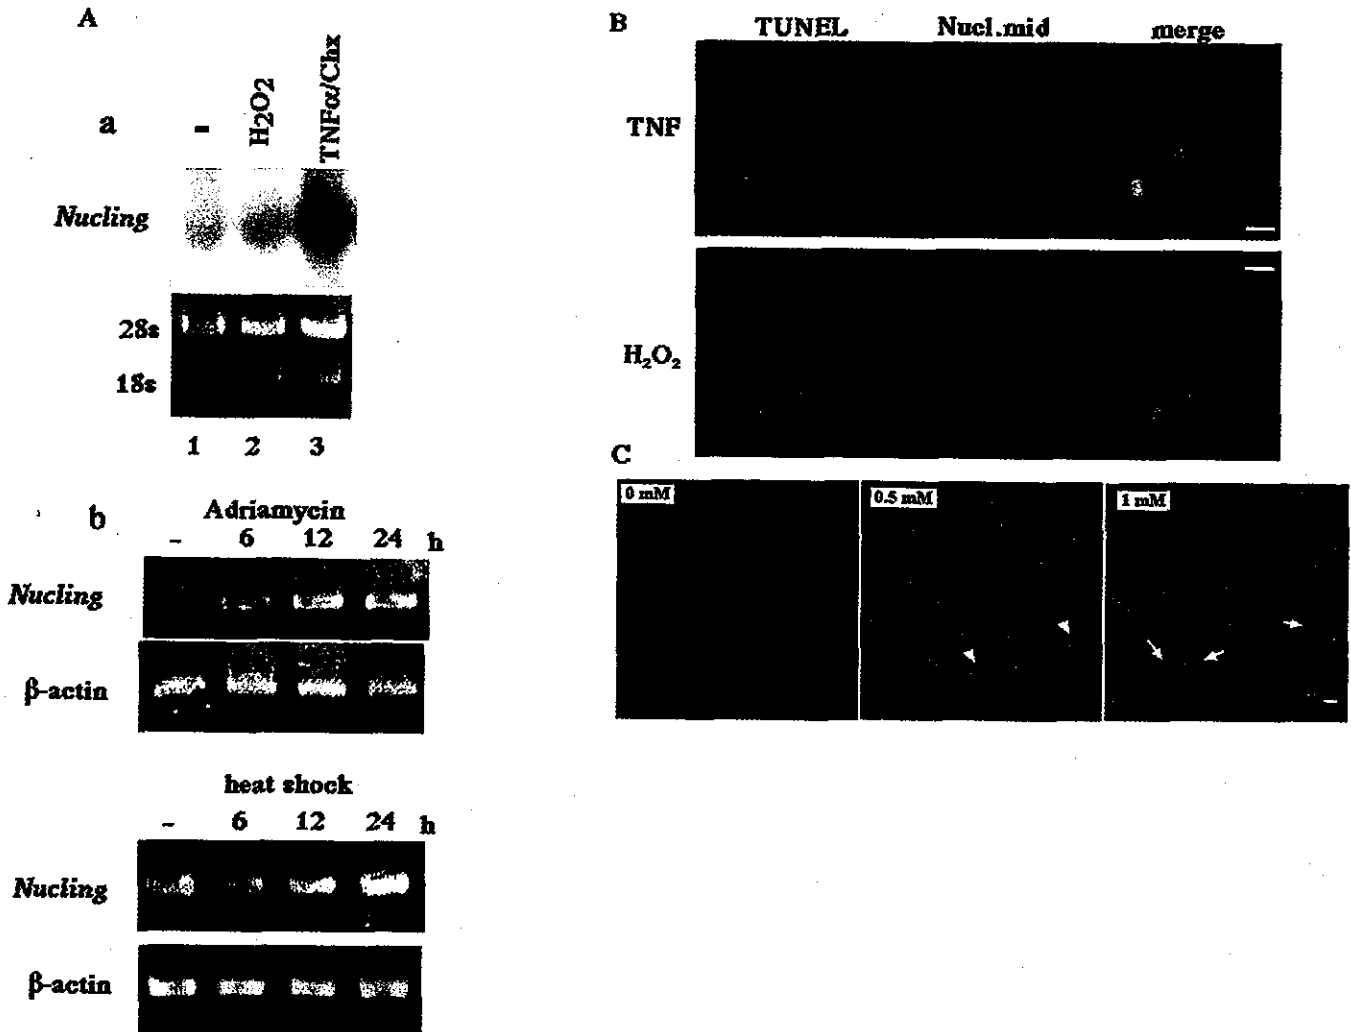 A
a
-
H2O2
TNFα/Chx
Nucling
28s
18s
1 2 3
b
Adriamycin
- 6 12 24 h
Nucling
β-actin
heat shock
- 6 12 24 h
Nucling
β-actin
B
TUNEL Nucl.mid merge
TNF
H₂O₂
C
0 mM 0.5 mM 1 mM